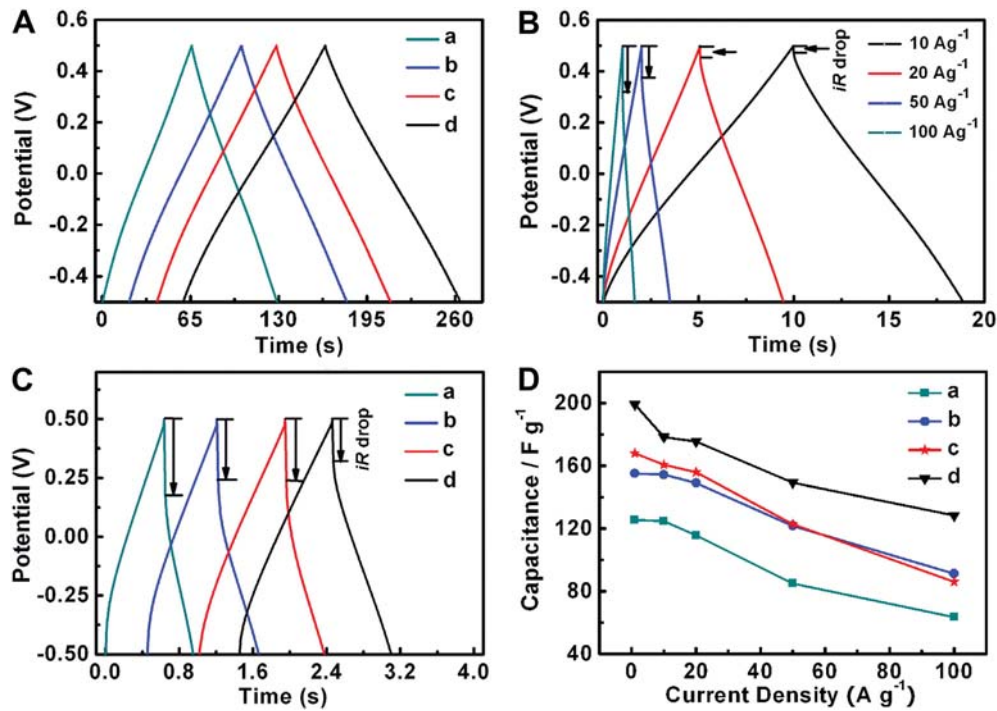 A
Potential (V)
0.6
0.4
0.2
0.0
-0.2
-0.4
a
b
c
d
0 65 130 195 260
Time (s)
B
Potential (V)
0.6
0.4
0.2
0.0
-0.2
-0.4
iR drop
10 Ag⁻¹
20 Ag⁻¹
50 Ag⁻¹
100 Ag⁻¹
0 5 10 15 20
Time (s)
C
Potential (V)
0.50
0.25
0.00
-0.25
-0.50
iR drop
a
b
c
d
0.0 0.8 1.6 2.4 3.2 4.0
Time (s)
D
Capacitance / F g⁻¹
200
160
120
80
40
a
b
c
d
0 20 40 60 80 100
Current Density (A g⁻¹)